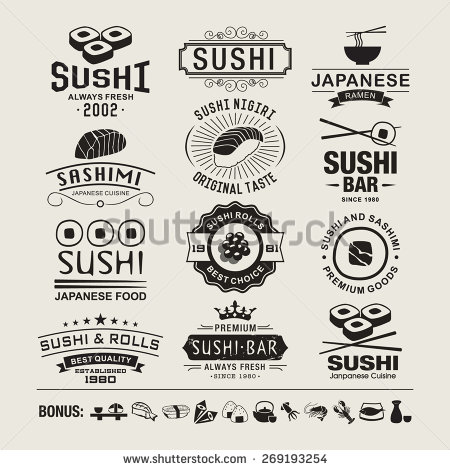 SUSHI
ALWAYS FRESH
2002
SUSHI
JAPANESE
RAMEN
SASHIMI
JAPANESE CUISINE
SUSHI NIGIRI
ORIGINAL TASTE
SUSHI
BAR
SINCE 1980
SUSHI
JAPANESE FOOD
SUSHI ROLLS
19 81
BEST CHOICE
SUSHI AND SASHIMI
PREMIUM GOODS
SUSHI & ROLLS
BEST QUALITY
ESTABLISHED
1980
PREMIUM
SUSHI·BAR
ALWAYS FRESH
·SINCE 1980·
SUSHI
Janpanese Cuisine
BONUS:
shutterstock
www.shutterstock.com · 269193254